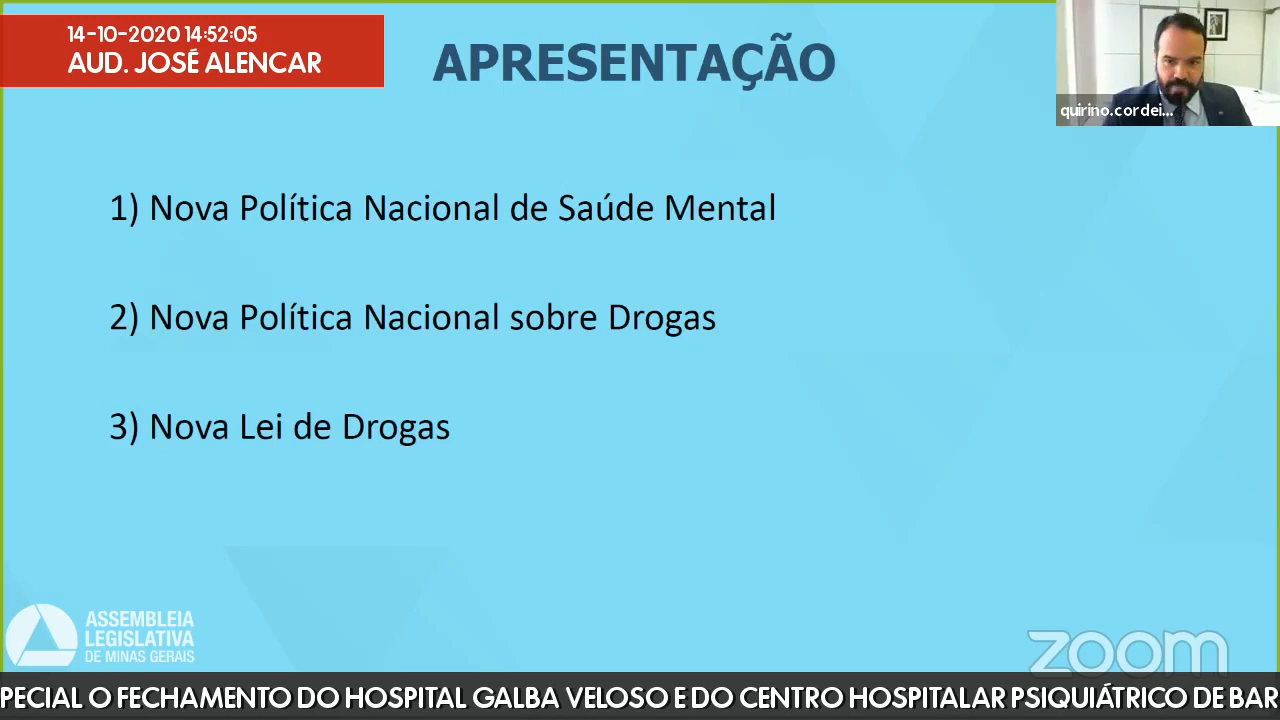 14-10-2020 14:52:05
AUD. JOSÉ ALENCAR
APRESENTAÇÃO
quirino.cordei...
1) Nova Política Nacional de Saúde Mental
2) Nova Política Nacional sobre Drogas
3) Nova Lei de Drogas
ASSEMBLEIA
LEGISLATIVA
DE MINAS GERAIS
zoom
PECIAL O FECHAMENTO DO HOSPITAL GALBA VELOSO E DO CENTRO HOSPITALAR PSIQUIÁTRICO DE BAR